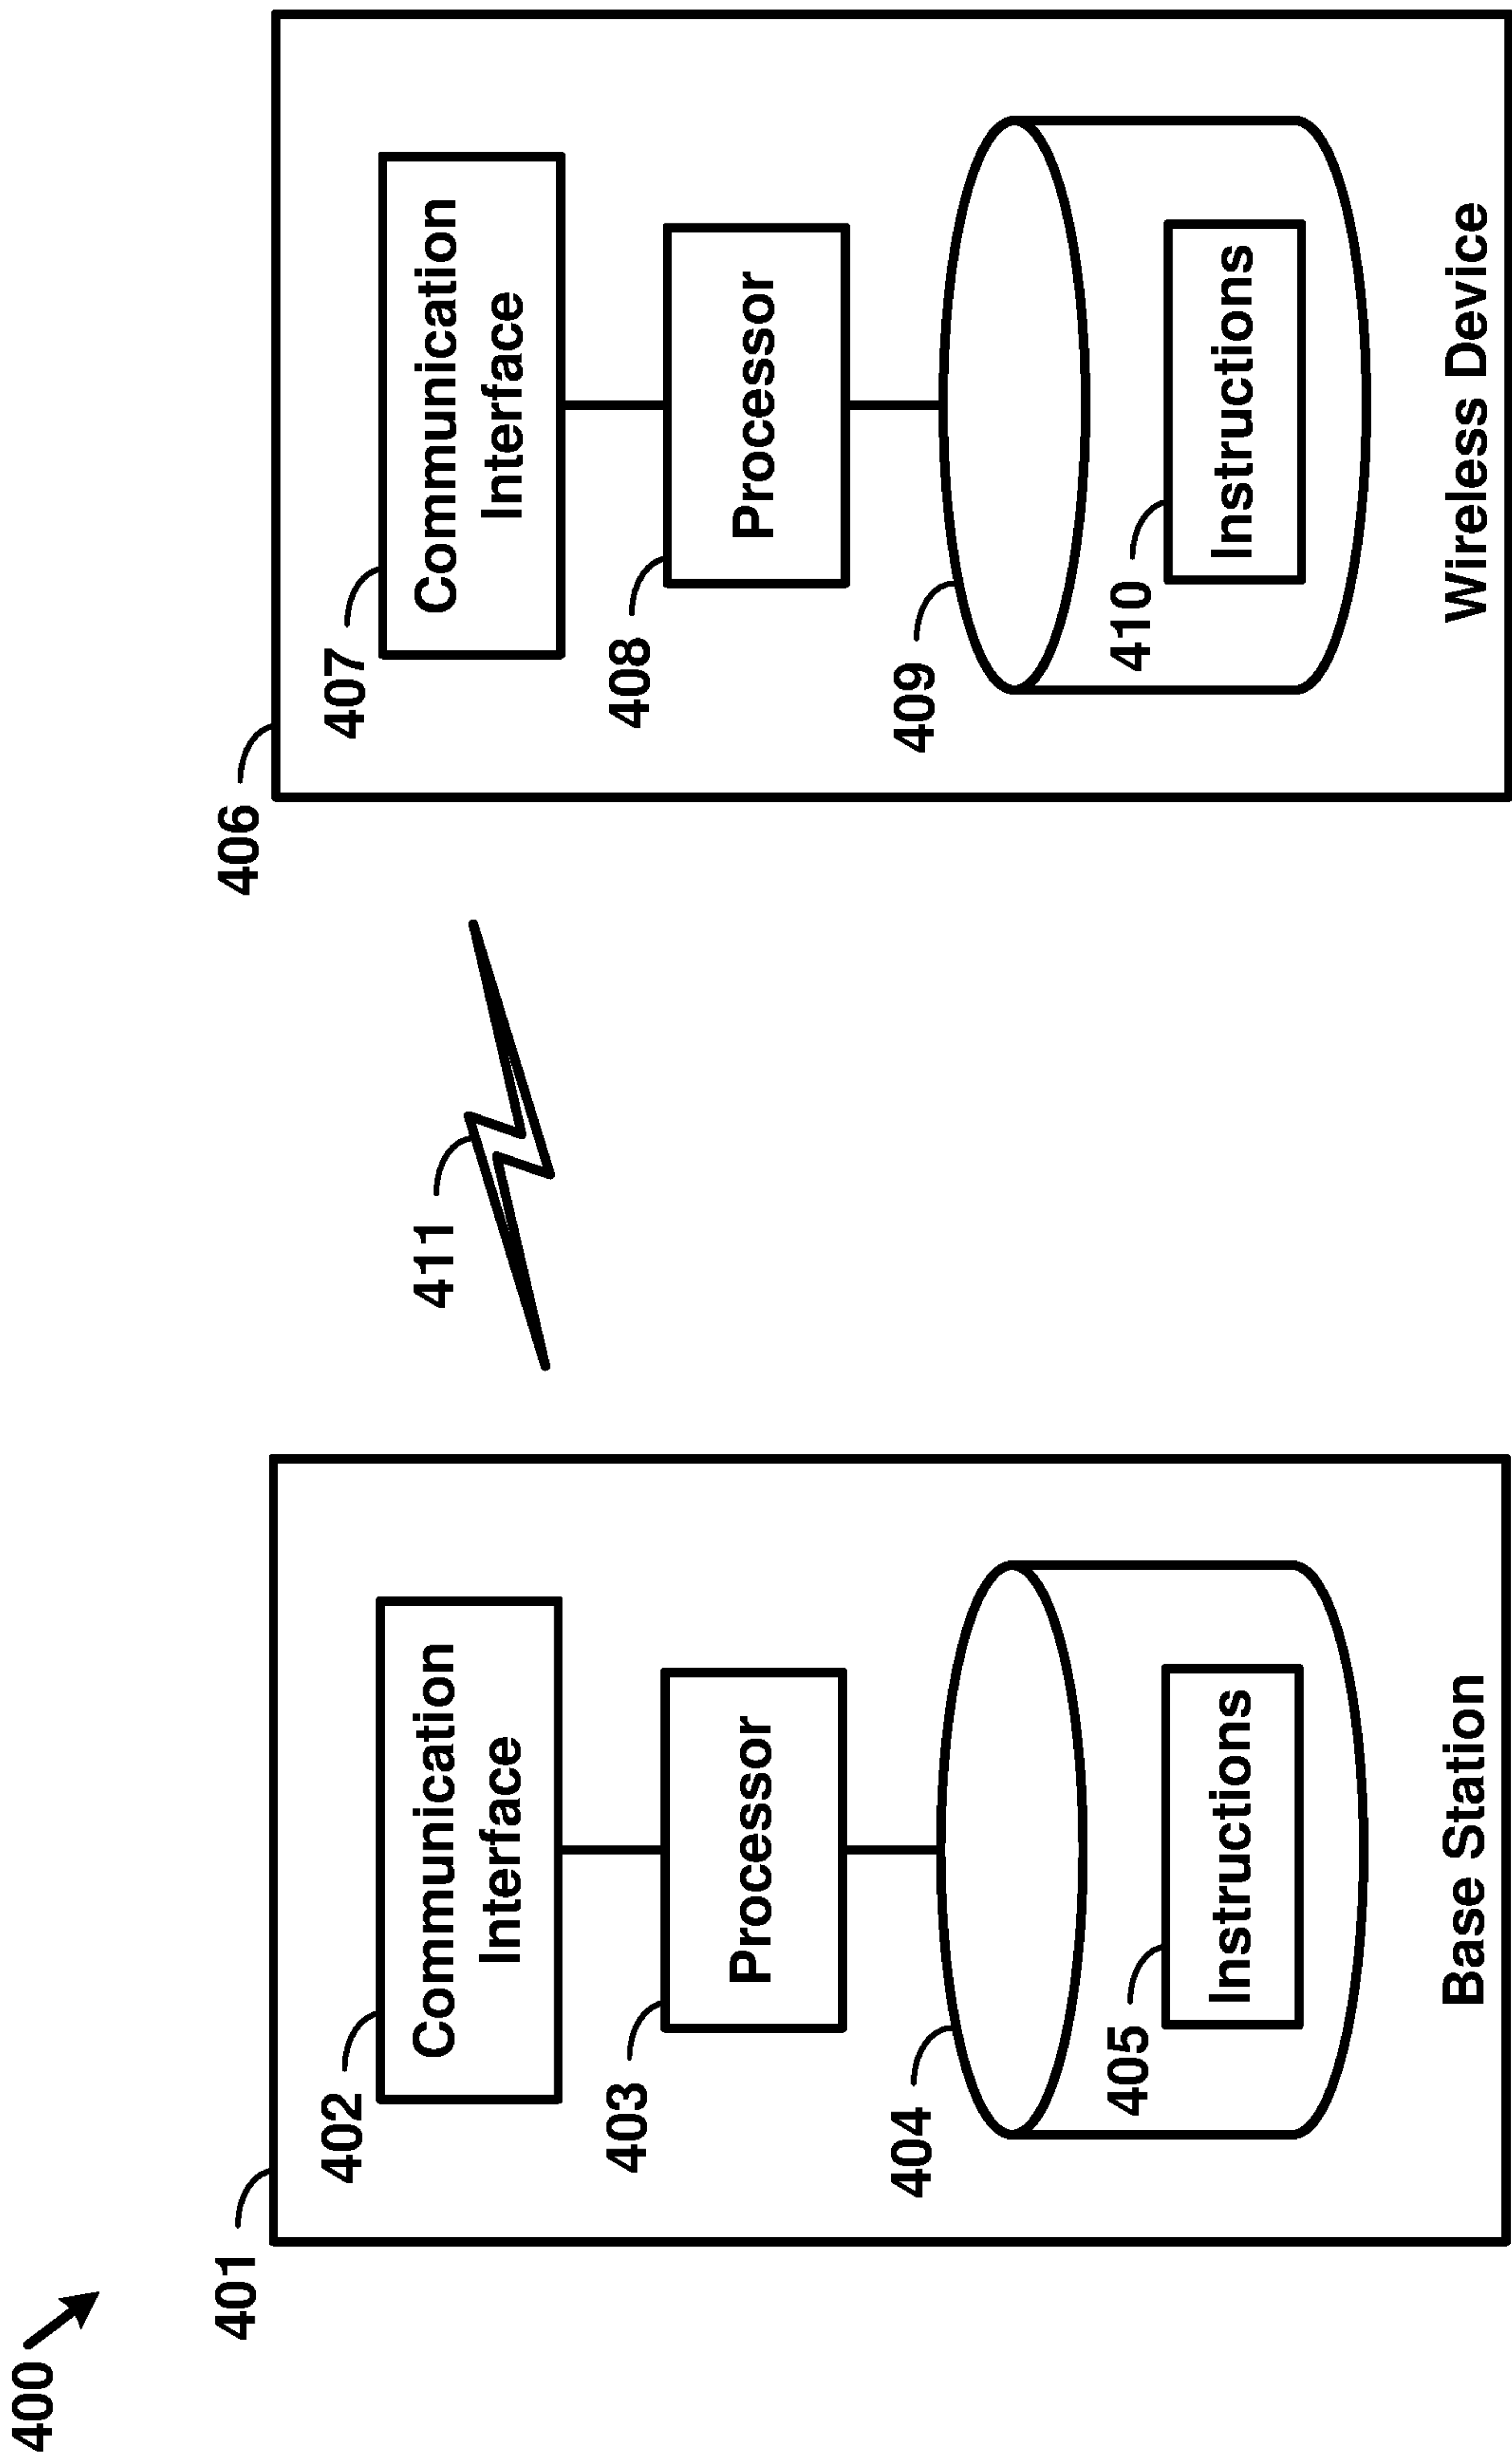 400
401
402
Communication
Interface
403
Processor
404
405
Instructions
Base Station
411
406
407
Communication
Interface
408
Processor
409
410
Instructions
Wireless Device